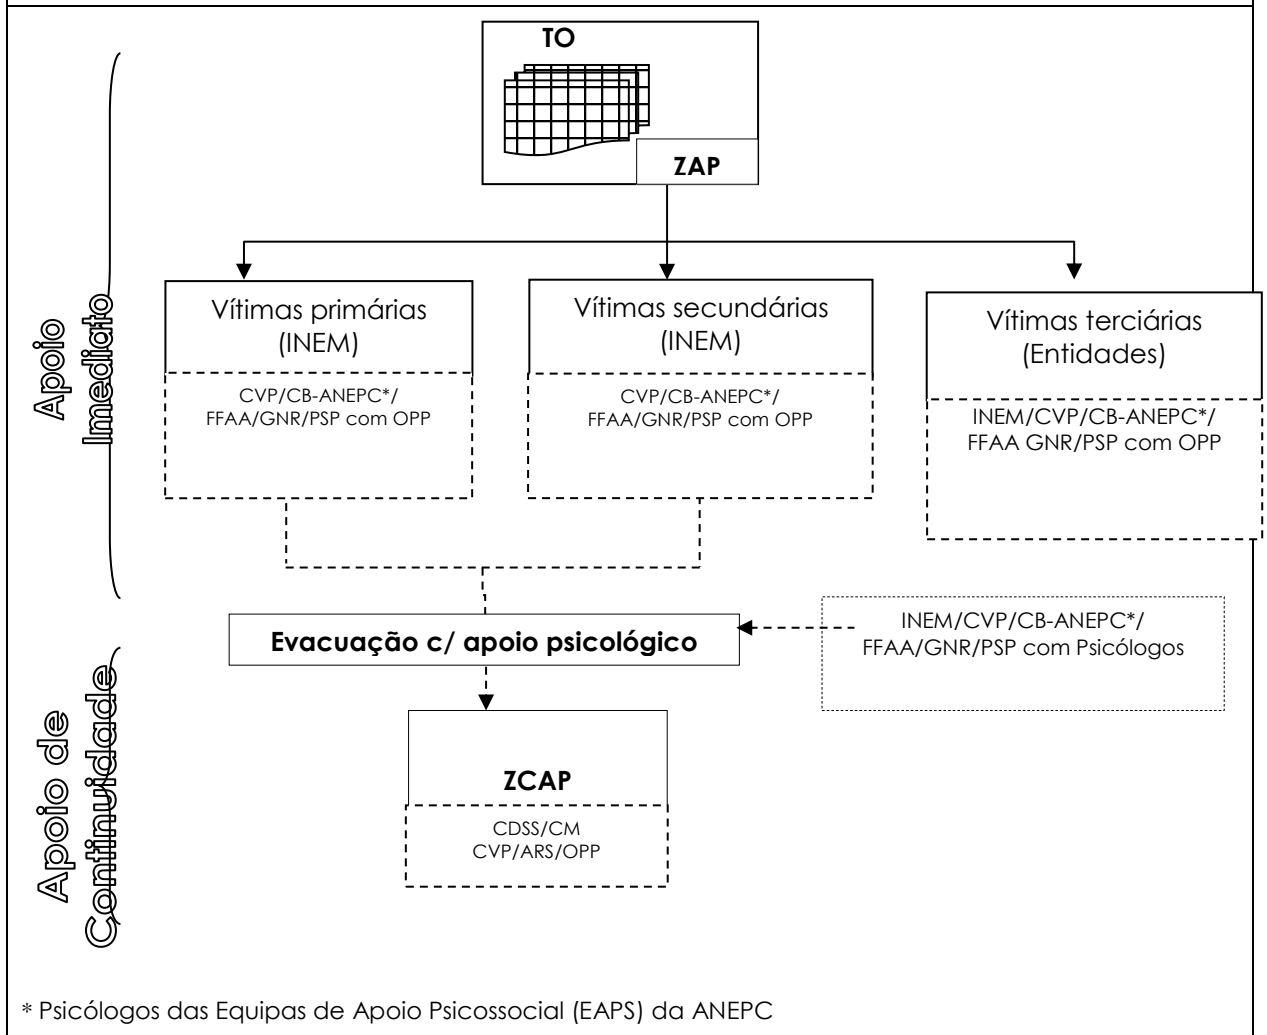 TO
ZAP
Apoio
Imediato
Vítimas primárias
(INEM)
CVP/CB-ANEPC*/
FFAA/GNR/PSP com OPP
Vítimas secundárias
(INEM)
CVP/CB-ANEPC*/
FFAA/GNR/PSP com OPP
Vítimas terciárias
(Entidades)
INEM/CVP/CB-ANEPC*/
FFAA GNR/PSP com OPP
Evacuação c/ apoio psicológico
INEM/CVP/CB-ANEPC*/
FFAA/GNR/PSP com Psicólogos
Apoio de
Continuidade
ZCAP
CDSS/CM
CVP/ARS/OPP
* Psicólogos das Equipas de Apoio Psicossocial (EAPS) da ANEPC